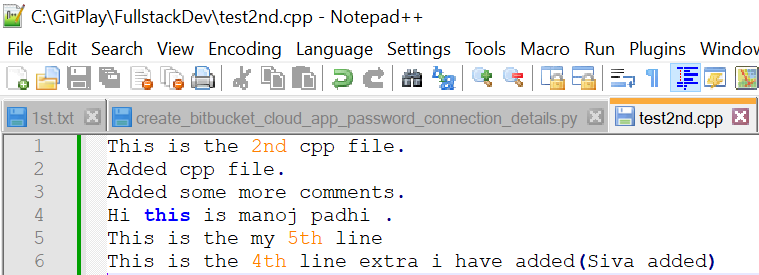 C:\GitPlay\FullstackDev\test2nd.cpp - Notepad++
File Edit Search View Encoding Language Settings Tools Macro Run Plugins Window
1st.txt create_bitbucket_cloud_app_password_connection_details.py test2nd.cpp
1 This is the 2nd cpp file.
2 Added cpp file.
3 Added some more comments.
4 Hi this is manoj padhi .
5 This is the my 5th line
6 This is the 4th line extra i have added(Siva added)